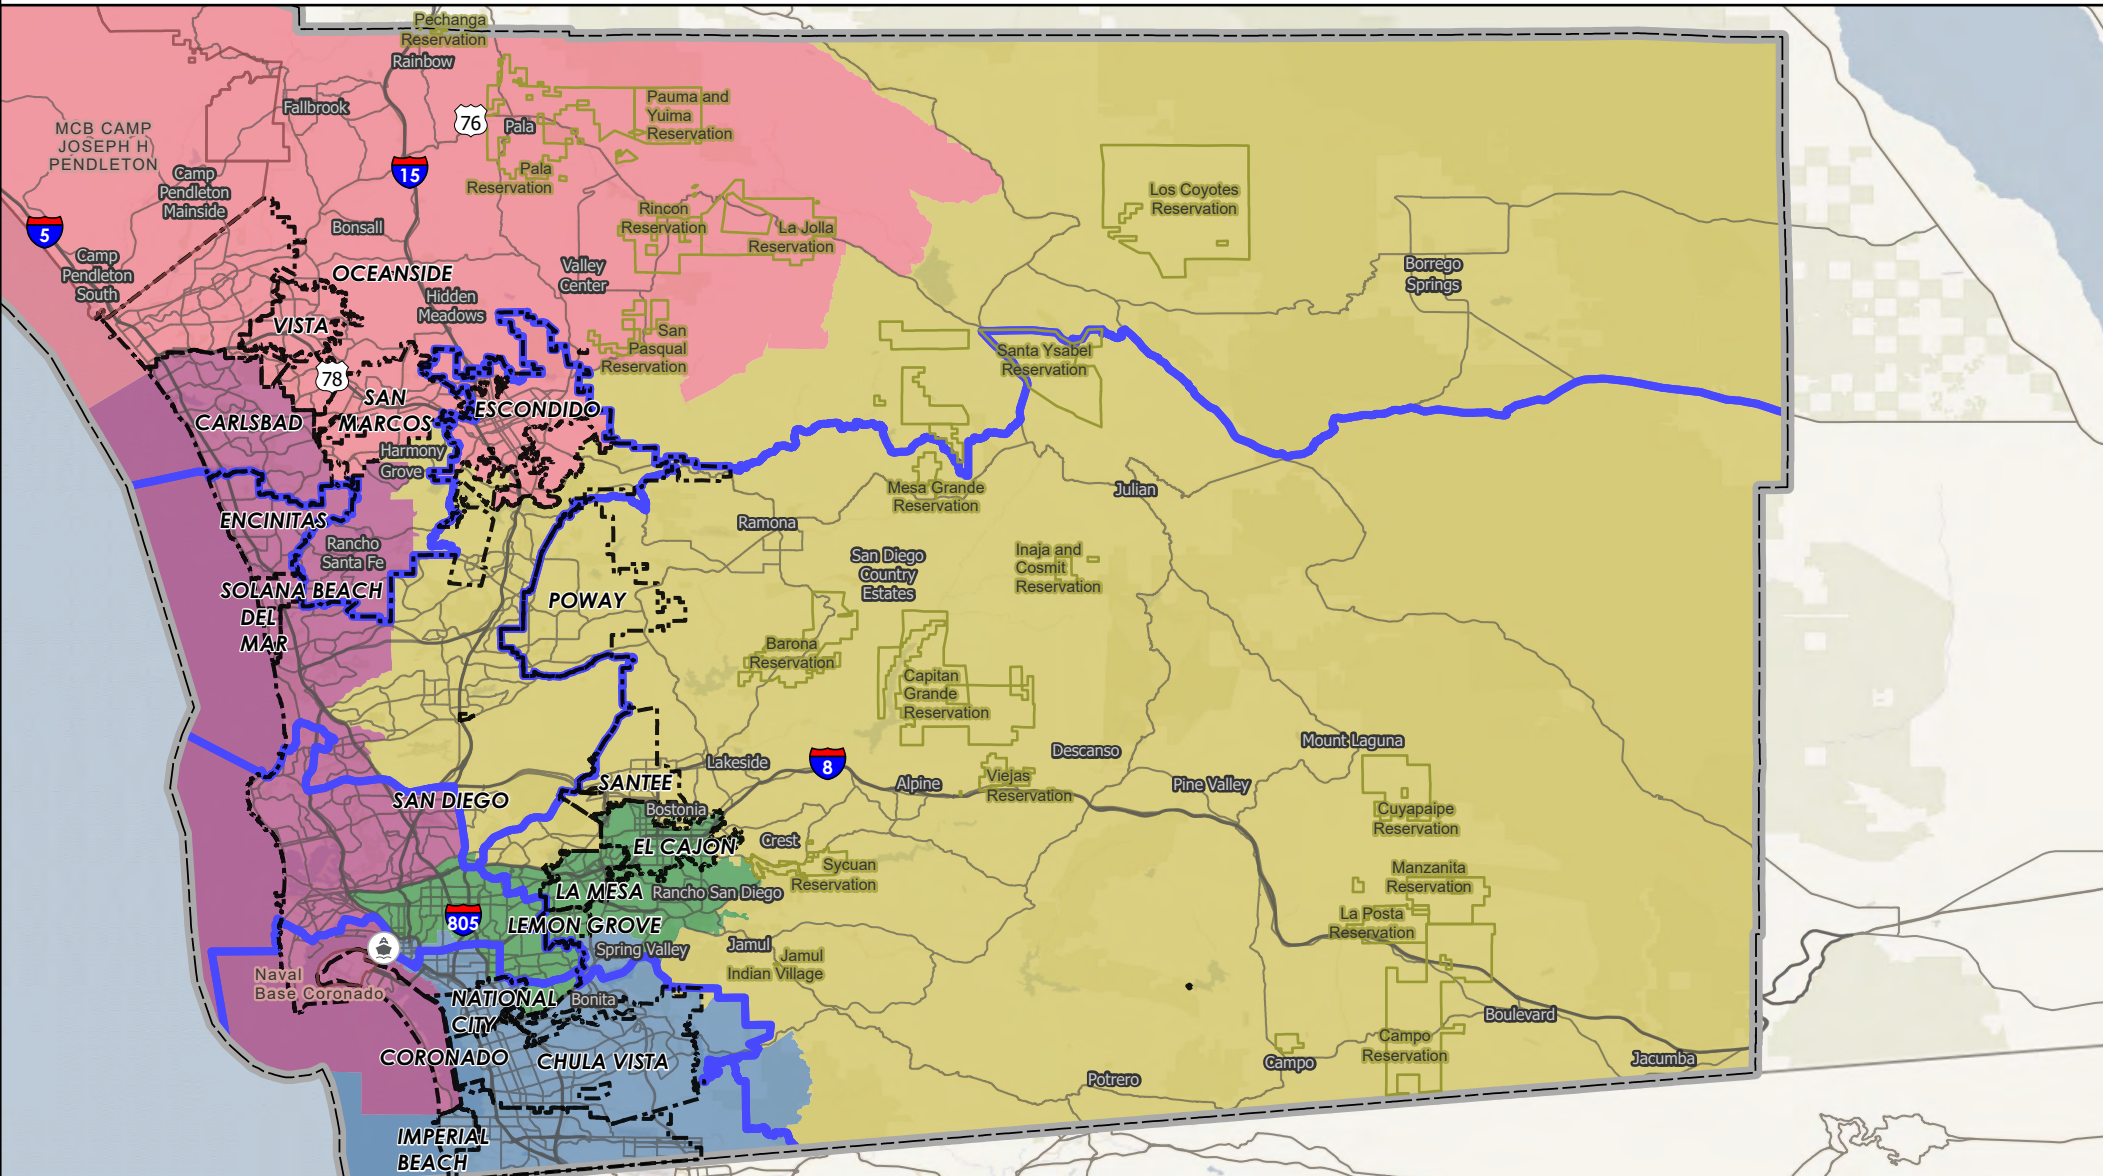 Pechanga
Reservation
Rainbow
Fallbrook
76
Pala
Pauma and
Yuima
Reservation
MCB CAMP
JOSEPH H
PENDLETON
15
Pala
Reservation
Camp
Pendleton
Mainside
Los Coyotes
Reservation
Rincon
Reservation
La Jolla
Reservation
5
Bonsall
Camp
Pendleton
South
OCEANSIDE
Valley
Center
Borrego
Springs
Hidden
Meadows
VISTA
San
Pasqual
Reservation
Santa Ysabel
Reservation
78
SAN
MARCOS
ESCONDIDO
CARLSBAD
Harmony
Grove
Mesa Grande
Reservation
Julian
ENCINITAS
Ramona
Rancho
Santa Fe
San Diego
Country
Estates
Inaja and
Cosmit
Reservation
SOLANA BEACH
POWAY
DEL
MAR
Barona
Reservation
Capitan
Grande
Reservation
Mount Laguna
Descanso
Lakeside
8
SANTEE
Alpine
Viejas
Reservation
Pine Valley
SAN DIEGO
Bostonia
Cuyapaipe
Reservation
EL CAJON
Crest
Sycuan
Reservation
Manzanita
Reservation
LA MESA
Rancho San Diego
La Posta
Reservation
805
LEMON GROVE
Spring Valley
Jamul
Jamul
Indian Village
Naval
Base Coronado
NATIONAL
CITY
Bonita
Boulevard
CORONADO
CHULA VISTA
Campo
Reservation
Campo
Jacumba
Potrero
IMPERIAL
BEACH